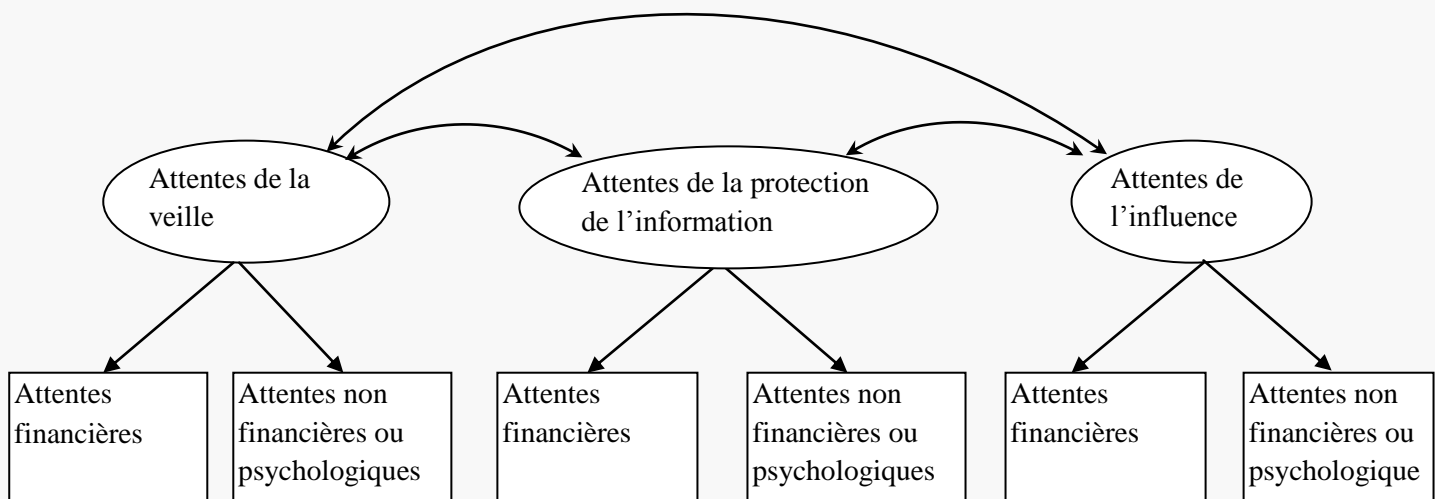 Attentes de la
veille
Attentes de la protection
de l’information
Attentes de
l’influence
Attentes
financières
Attentes non
financières ou
psychologiques
Attentes
financières
Attentes non
financières ou
psychologiques
Attentes
financières
Attentes non
financières ou
psychologique